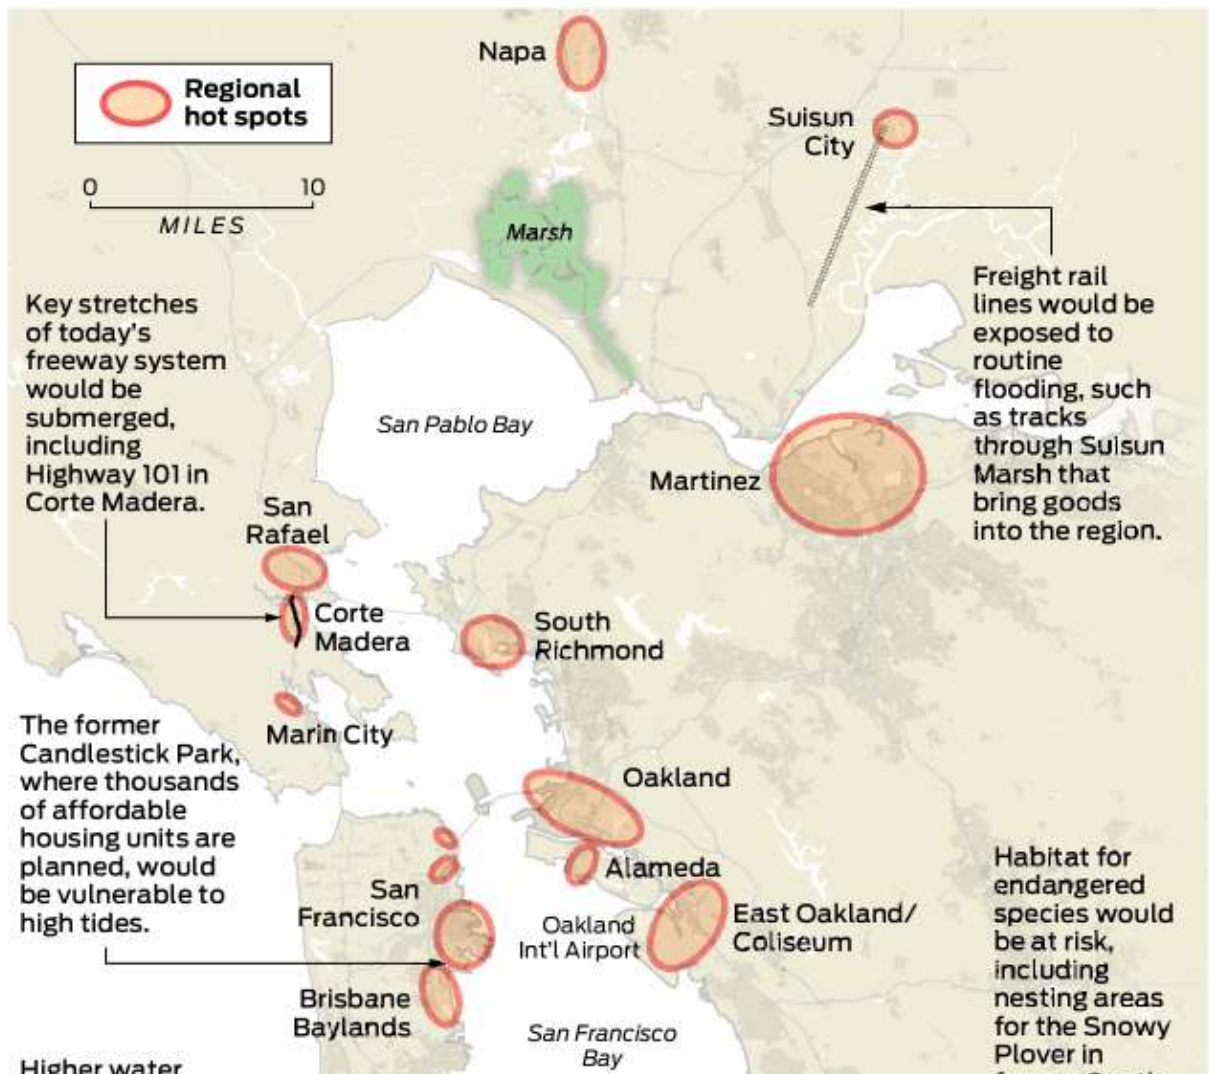 Napa
Regional
hot spots
Suisun
City
0 10
MILES
Marsh
Key stretches
of today's
freeway system
would be
submerged,
including
Highway 101 in
Corte Madera.
Freight rail
lines would be
exposed to
routine
flooding, such
as tracks
through Suisun
Marsh that
bring goods
into the region.
San Pablo Bay
Martinez
San
Rafael
Corte
Madera
South
Richmond
Marin City
The former
Candlestick Park,
where thousands
of affordable
housing units are
planned, would
be vulnerable to
high tides.
Oakland
Alameda
San
Francisco
Oakland
Int'l Airport
East Oakland/
Coliseum
Brisbane
Baylands
San Francisco
Bay
Habitat for
endangered
species would
be at risk,
including
nesting areas
for the Snowy
Plover in
Higher water